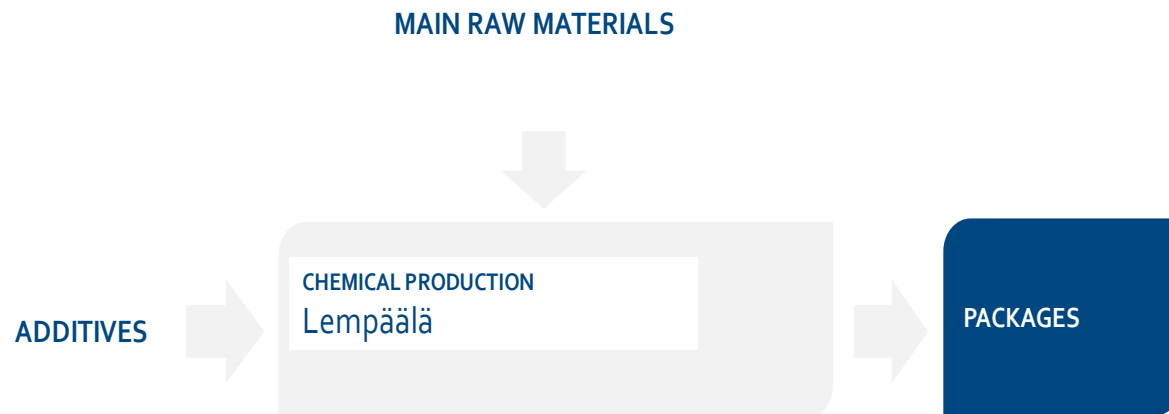 MAIN RAW MATERIALS
CHEMICAL PRODUCTION
Lempäälä
ADDITIVES
PACKAGES